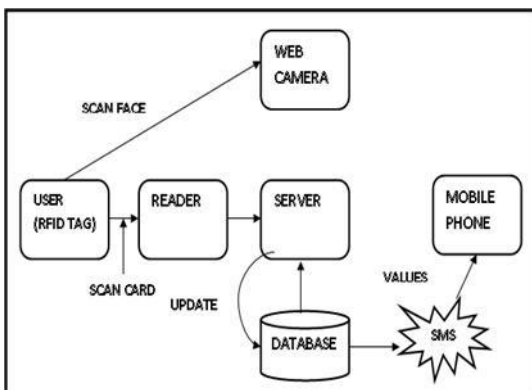 WEB
CAMERA
SCAN FACE
USER
(RFID TAG)
READER
SERVER
MOBILE
PHONE
SCAN CARD
UPDATE
VALUES
DATABASE
SMS